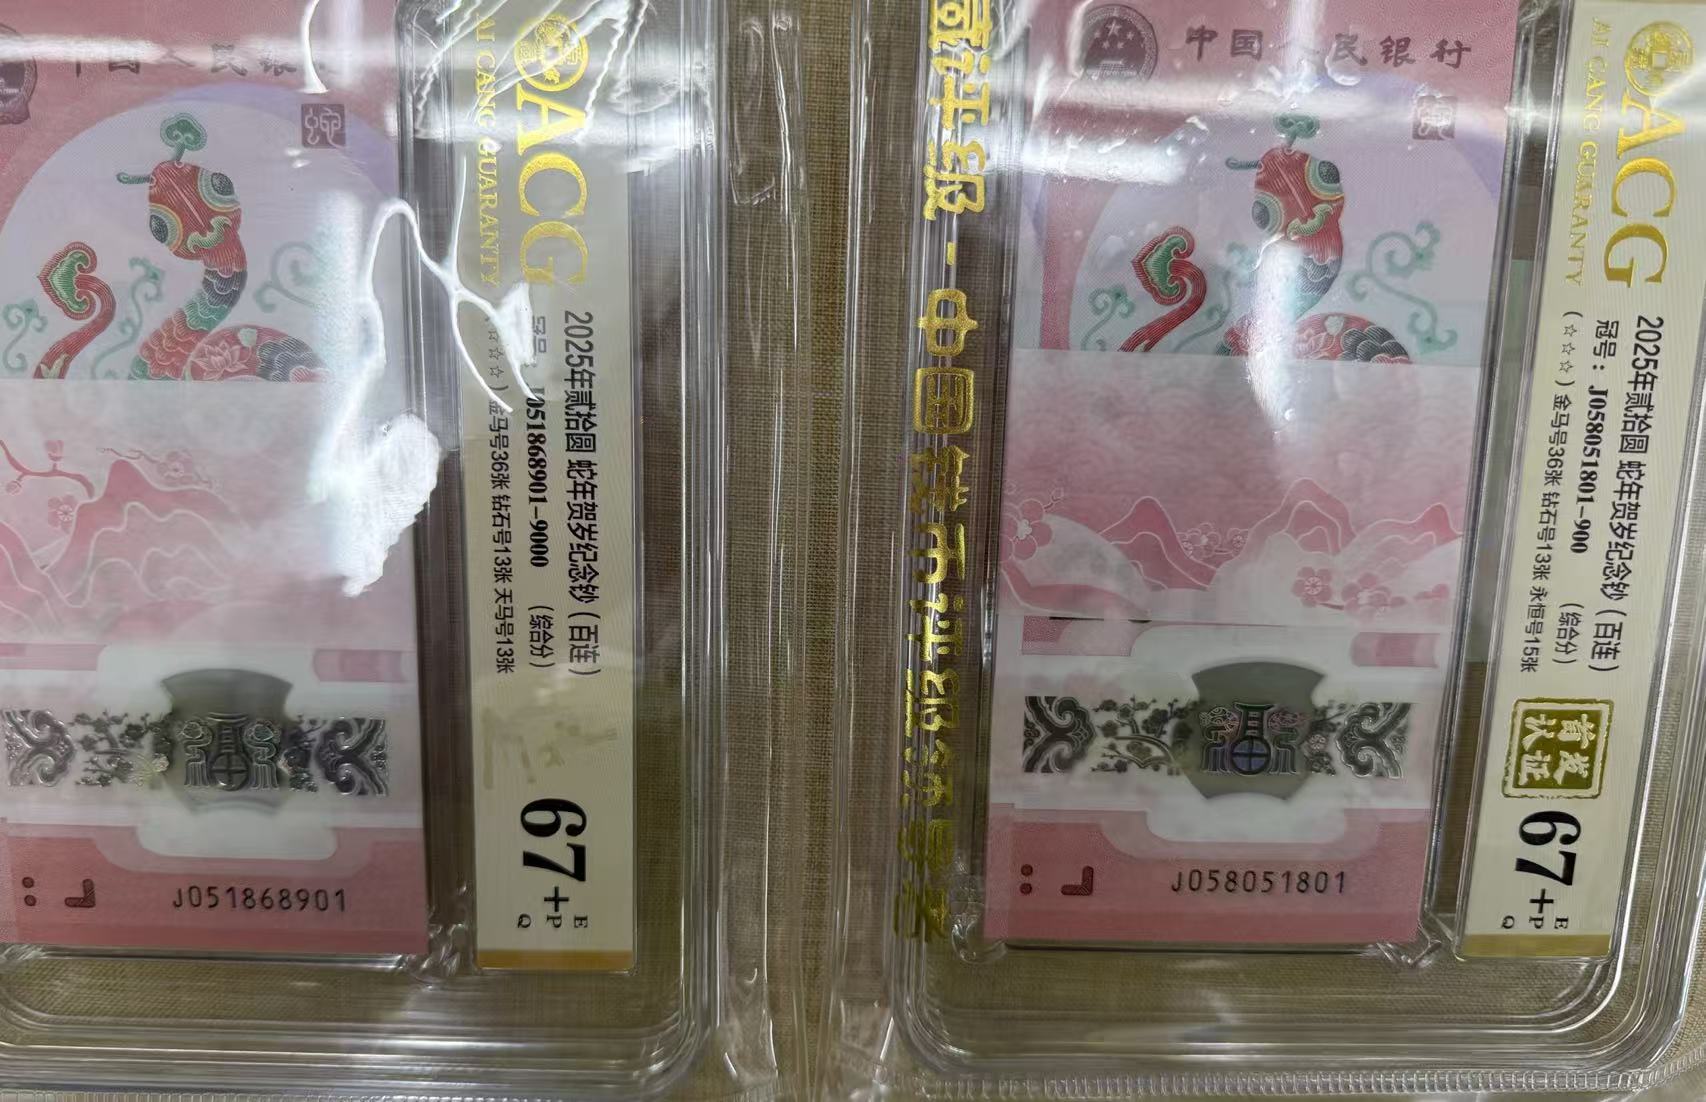 中国人民银行
ACG
AI CANG GUARANTY
2025年贰拾圆 蛇年贺岁纪念钞（百连）
冠号：J051868901-9000 （综合分）
（☆☆☆）金马号36张 钻石号13张 天马号13张
67+
EPQ
J051868901
评级 - 中国钱币评级领导者
中国人民银行
ACG
AI CANG GUARANTY
2025年贰拾圆 蛇年贺岁纪念钞（百连）
冠号：J058051801-900 （综合分）
（☆☆☆）金马号36张 钻石号13张 永恒号15张
首发认证
67+
EPQ
J058051801